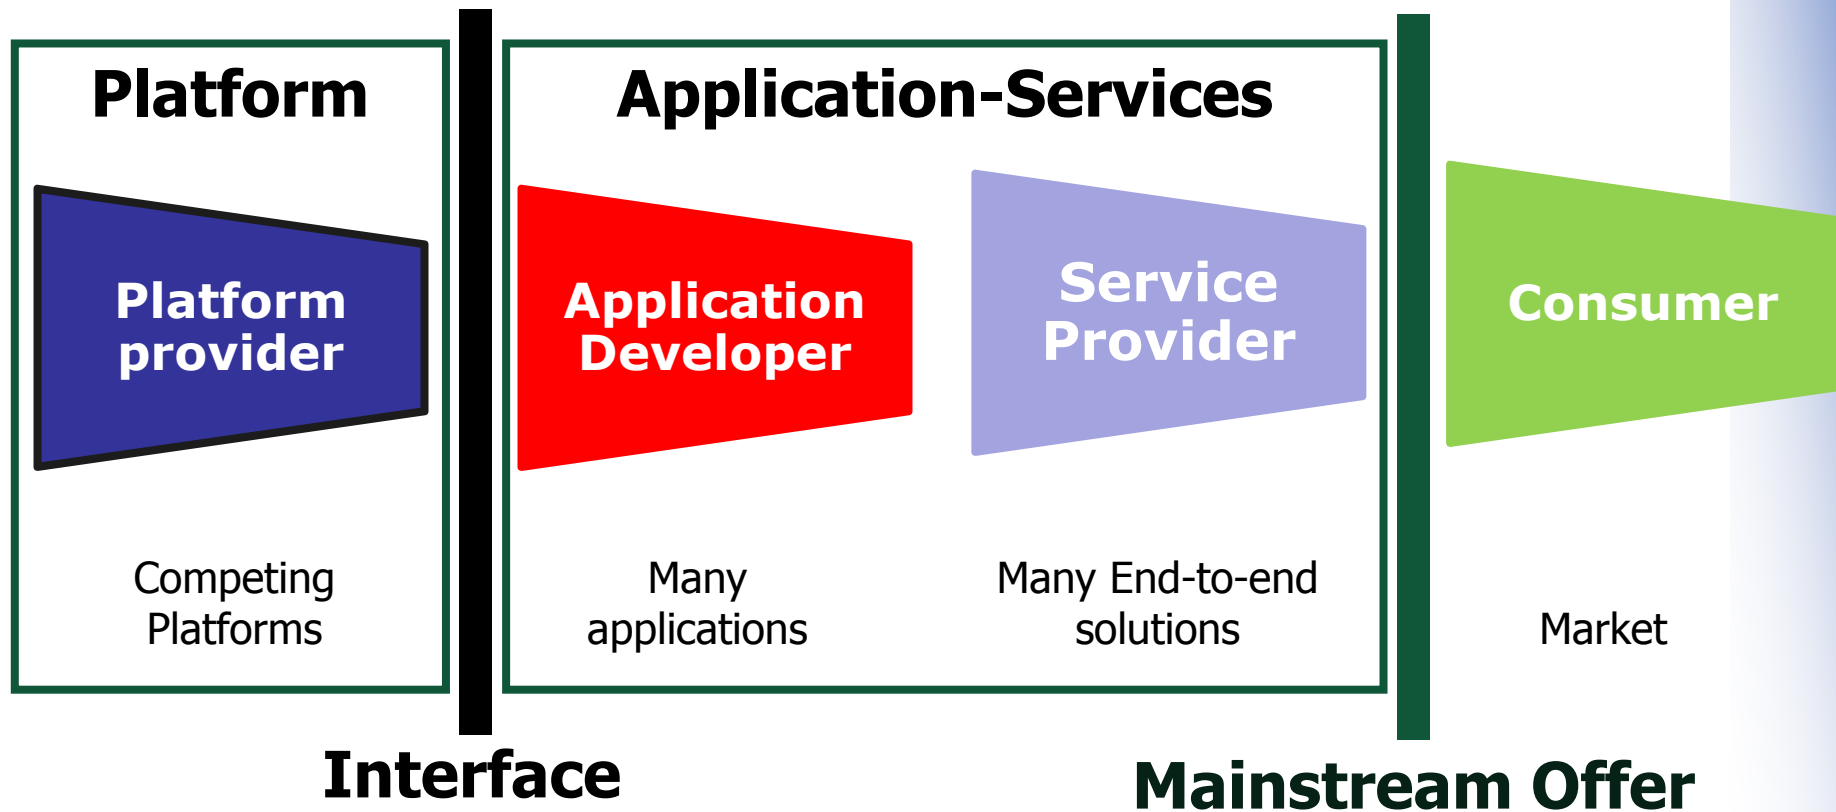 Platform
Application-Services
Platform
provider
Application
Developer
Service
Provider
Consumer
Competing
Platforms
Many
applications
Many End-to-end
solutions
Market
Interface
Mainstream Offer